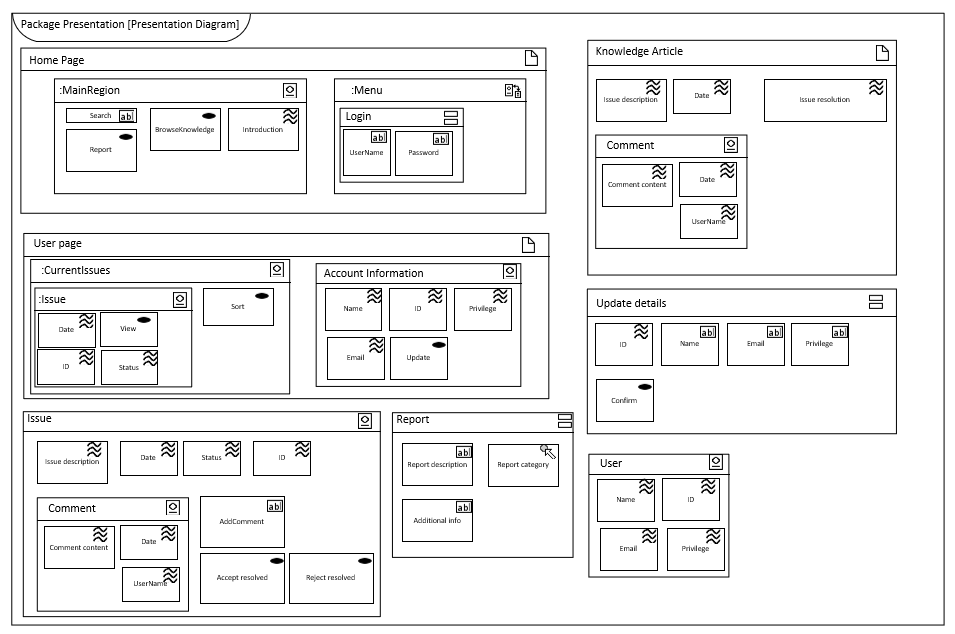 Package Presentation [Presentation Diagram]
Home Page
:MainRegion
Search
ab|
BrowseKnowledge
Introduction
Report
:Menu
Login
ab|
UserName
ab|
Password
Knowledge Article
Issue description
Date
Issue resolution
Comment
Comment content
Date
UserName
User page
:CurrentIssues
:Issue
Date
View
ID
Status
Sort
Account Information
Name
ID
Privilege
Email
Update
Update details
ID
ab|
Name
ab|
Email
ab|
Privilege
Confirm
Issue
Issue description
Date
Status
ID
Comment
Comment content
Date
UserName
ab|
AddComment
Accept resolved
Reject resolved
Report
ab|
Report description
Report category
ab|
Additional info
User
Name
ID
Email
Privilege